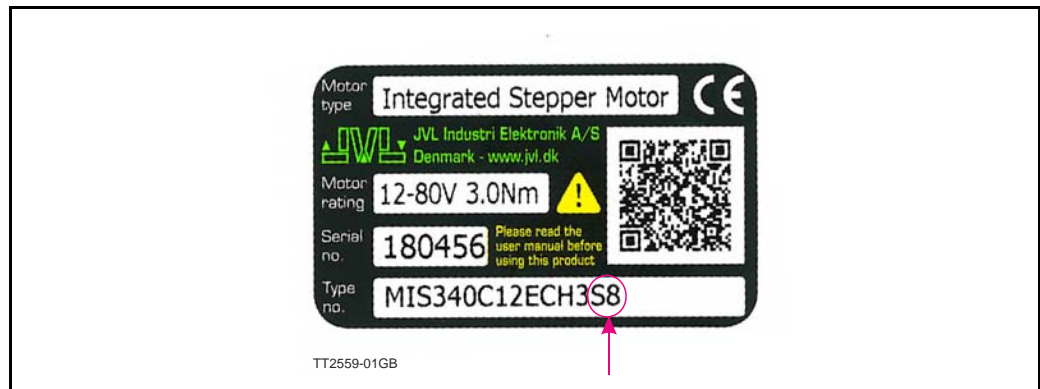 Motor type Integrated Stepper Motor CE
JVL JVL Industri Elektronik A/S
Denmark - www.jvl.dk
Motor rating 12-80V 3.0Nm !
Serial no. 180456
Please read the
user manual before
using this product
Type no. MIS340C12ECH3S8
TT2559-01GB